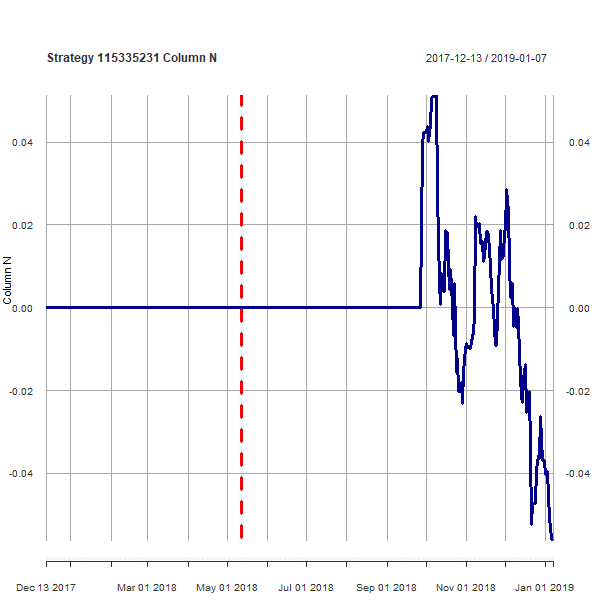 Strategy 115335231 Column N
2017-12-13 / 2019-01-07
0.04
0.04
0.02
0.02
Column N
0.00
0.00
-0.02
-0.02
-0.04
-0.04
Dec 13 2017
Mar 01 2018
May 01 2018
Jul 01 2018
Sep 01 2018
Nov 01 2018
Jan 01 2019